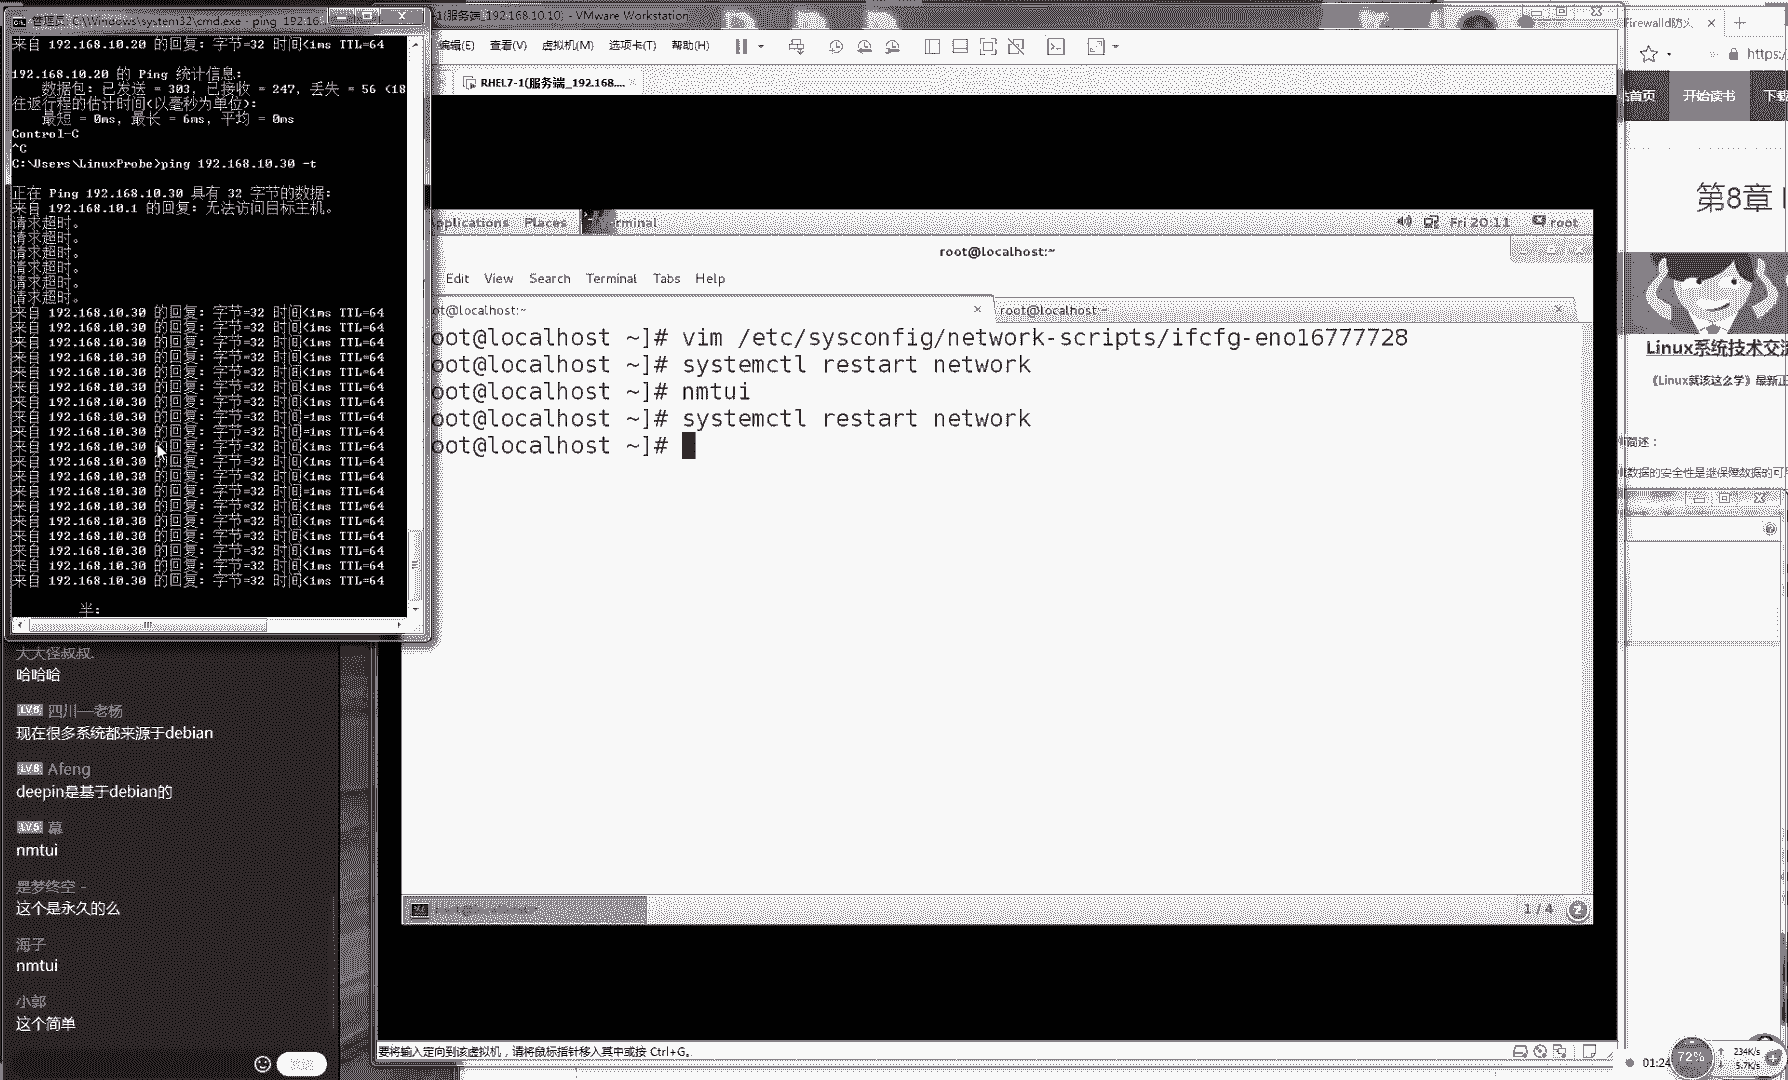 管理员: C:\Windows\system32\cmd.exe - ping 192.16
来自 192.168.10.20 的回复: 字节=32 时间<1ms TTL=64
192.168.10.20 的 Ping 统计信息:
数据包: 已发送 = 303, 已接收 = 247, 丢失 = 56 <18
往返行程的估计时间(以毫秒为单位):
最短 = 0ms, 最长 = 6ms, 平均 = 0ms
Control-C
^C
C:\Users\LinuxProbe>ping 192.168.10.30 -t
正在 Ping 192.168.10.30 具有 32 字节的数据:
来自 192.168.10.1 的回复: 无法访问目标主机。
请求超时。
请求超时。
请求超时。
请求超时。
请求超时。
请求超时。
来自 192.168.10.30 的回复: 字节=32 时间<1ms TTL=64
来自 192.168.10.30 的回复: 字节=32 时间<1ms TTL=64
来自 192.168.10.30 的回复: 字节=32 时间<1ms TTL=64
来自 192.168.10.30 的回复: 字节=32 时间<1ms TTL=64
来自 192.168.10.30 的回复: 字节=32 时间<1ms TTL=64
来自 192.168.10.30 的回复: 字节=32 时间<1ms TTL=64
来自 192.168.10.30 的回复: 字节=32 时间<1ms TTL=64
来自 192.168.10.30 的回复: 字节=32 时间=1ms TTL=64
来自 192.168.10.30 的回复: 字节=32 时间=1ms TTL=64
来自 192.168.10.30 的回复: 字节=32 时间<1ms TTL=64
来自 192.168.10.30 的回复: 字节=32 时间<1ms TTL=64
来自 192.168.10.30 的回复: 字节=32 时间<1ms TTL=64
来自 192.168.10.30 的回复: 字节=32 时间=1ms TTL=64
来自 192.168.10.30 的回复: 字节=32 时间<1ms TTL=64
来自 192.168.10.30 的回复: 字节=32 时间<1ms TTL=64
来自 192.168.10.30 的回复: 字节=32 时间<1ms TTL=64
来自 192.168.10.30 的回复: 字节=32 时间<1ms TTL=64
来自 192.168.10.30 的回复: 字节=32 时间<1ms TTL=64
来自 192.168.10.30 的回复: 字节=32 时间<1ms TTL=64
半:
-1(服务端_192.168.10.10) - VMware Workstation
编辑(E) 查看(V) 虚拟机(M) 选项卡(T) 帮助(H)
RHEL7-1(服务端_192.168....
pplications Places rminal Fri 20:11 root
root@localhost:~
Edit View Search Terminal Tabs Help
ot@localhost:~ root@localhost:~
oot@localhost ~]# vim /etc/sysconfig/network-scripts/ifcfg-eno16777728
oot@localhost ~]# systemctl restart network
oot@localhost ~]# nmtui
oot@localhost ~]# systemctl restart network
oot@localhost ~]#
1 / 4
要将输入定向到该虚拟机，请将鼠标指针移入其中或按 Ctrl+G。
大大怪叔叔.
哈哈哈
LV.6 四川—老杨
现在很多系统都来源于debian
LV.8 Afeng
deepin是基于debian的
LV.5 幕
nmtui
是梦终空 -
这个是永久的么
海子
nmtui
小郭
这个简单
Firewalld防火
https:/
站首页 开始读书 下载
第8章
Linux系统技术交流
《Linux就该这么学》最新正
简述：
数据的安全性是继保障数据的可用
01:24
72%
234K/s
5.7K/s